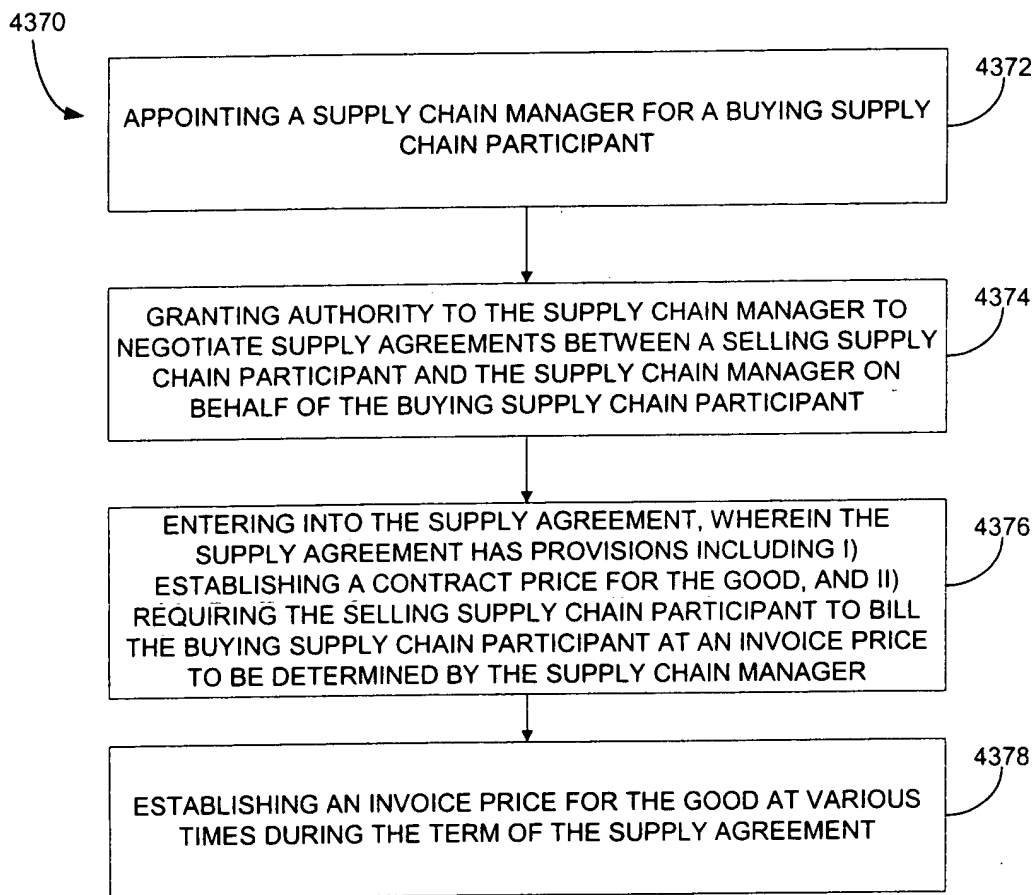 4370
4372
APPOINTING A SUPPLY CHAIN MANAGER FOR A BUYING SUPPLY
CHAIN PARTICIPANT
4374
GRANTING AUTHORITY TO THE SUPPLY CHAIN MANAGER TO
NEGOTIATE SUPPLY AGREEMENTS BETWEEN A SELLING SUPPLY
CHAIN PARTICIPANT AND THE SUPPLY CHAIN MANAGER ON
BEHALF OF THE BUYING SUPPLY CHAIN PARTICIPANT
4376
ENTERING INTO THE SUPPLY AGREEMENT, WHEREIN THE
SUPPLY AGREEMENT HAS PROVISIONS INCLUDING I)
ESTABLISHING A CONTRACT PRICE FOR THE GOOD, AND II)
REQUIRING THE SELLING SUPPLY CHAIN PARTICIPANT TO BILL
THE BUYING SUPPLY CHAIN PARTICIPANT AT AN INVOICE PRICE
TO BE DETERMINED BY THE SUPPLY CHAIN MANAGER
4378
ESTABLISHING AN INVOICE PRICE FOR THE GOOD AT VARIOUS
TIMES DURING THE TERM OF THE SUPPLY AGREEMENT